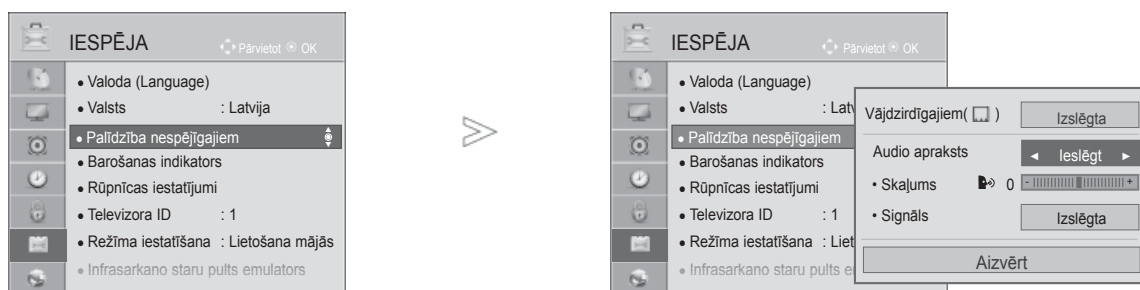 IESPĒJA
Pārvietot OK
• Valoda (Language)
• Valsts : Latvija
• Palīdzība nespējīgajiem
• Barošanas indikators
• Rūpnīcas iestatījumi
• Televizora ID : 1
• Režīma iestatīšana : Lietošana mājās
• Infrasarkano staru pults emulators
IESPĒJA
Pārvietot OK
• Valoda (Language)
• Valsts : Latv
• Palīdzība nespējīgajiem
• Barošanas indikators
• Rūpnīcas iestatījumi
• Televizora ID : 1
• Režīma iestatīšana : Liet
• Infrasarkano staru pults e
Vājdzirdīgajiem( ) Izslēgta
Audio apraksts ◄ Ieslēgt ►
• Skaļums 0 - +
• Signāls Izslēgta
Aizvērt